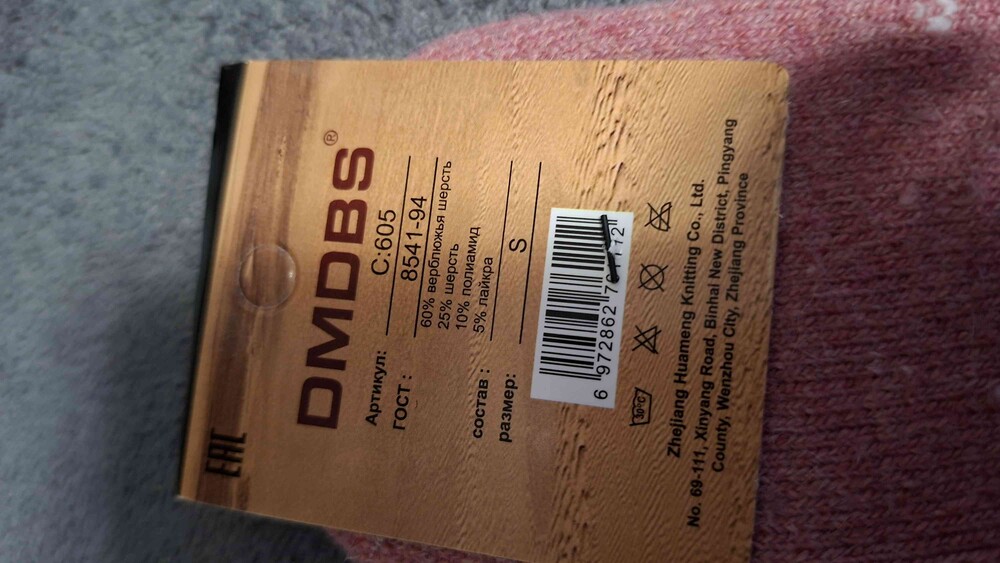 EAC
DMDBS®
Артикул: C:605
ГОСТ : 8541-94
60% верблюжья шерсть
25% шерсть
10% полиамид
состав : 5% лайкра
размер: S
6 972862
30°C
Zhejiang Huameng Knitting Co., Ltd.
No. 69-111, Xinyang Road, Binhai New District, Pingyang
County, Wenzhou City, Zhejiang Province